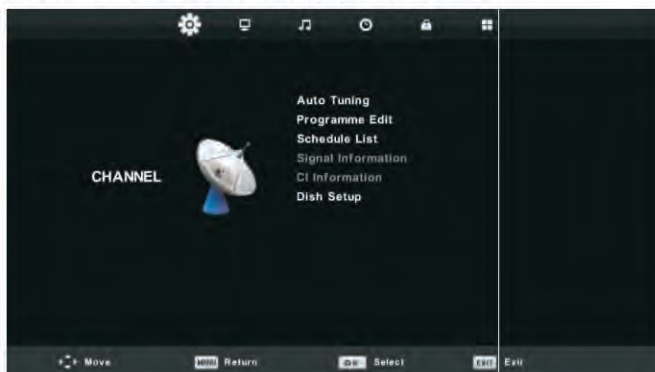 Auto Tuning
Programme Edit
Schedule List
Signal Information
CI Information
Dish Setup
CHANNEL
Move MENU Return OK Select EXIT Exit